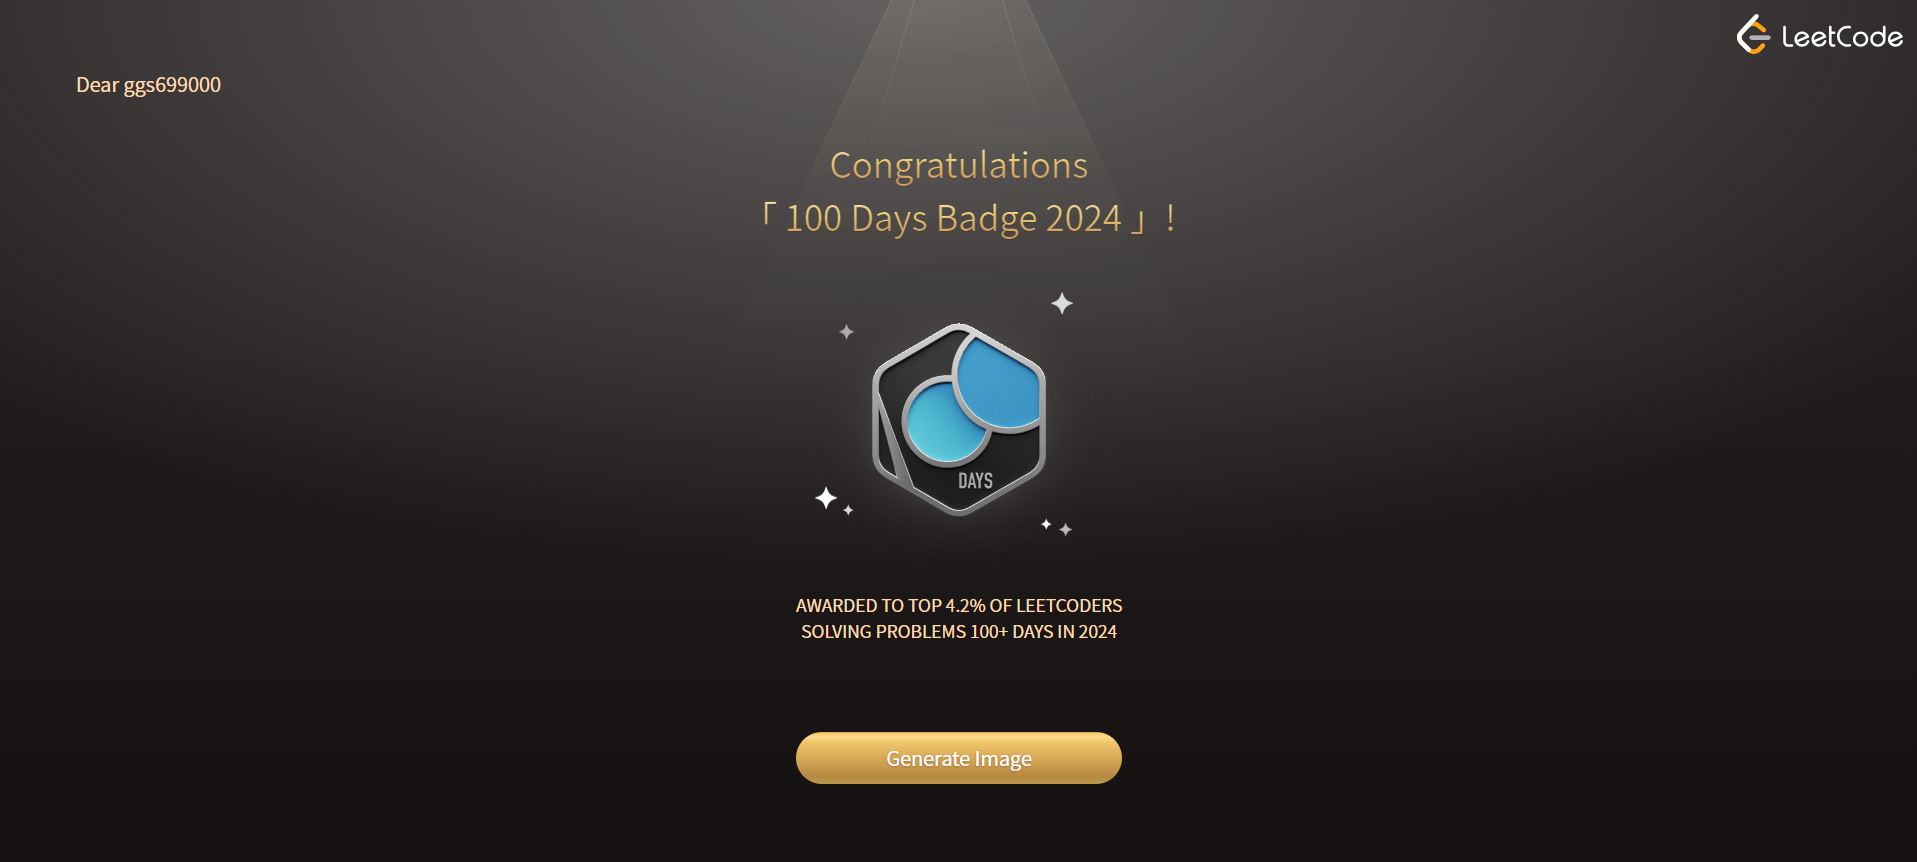 LeetCode
Dear ggs699000
Congratulations
「 100 Days Badge 2024 」!
DAYS
AWARDED TO TOP 4.2% OF LEETCODERS
SOLVING PROBLEMS 100+ DAYS IN 2024
Generate Image